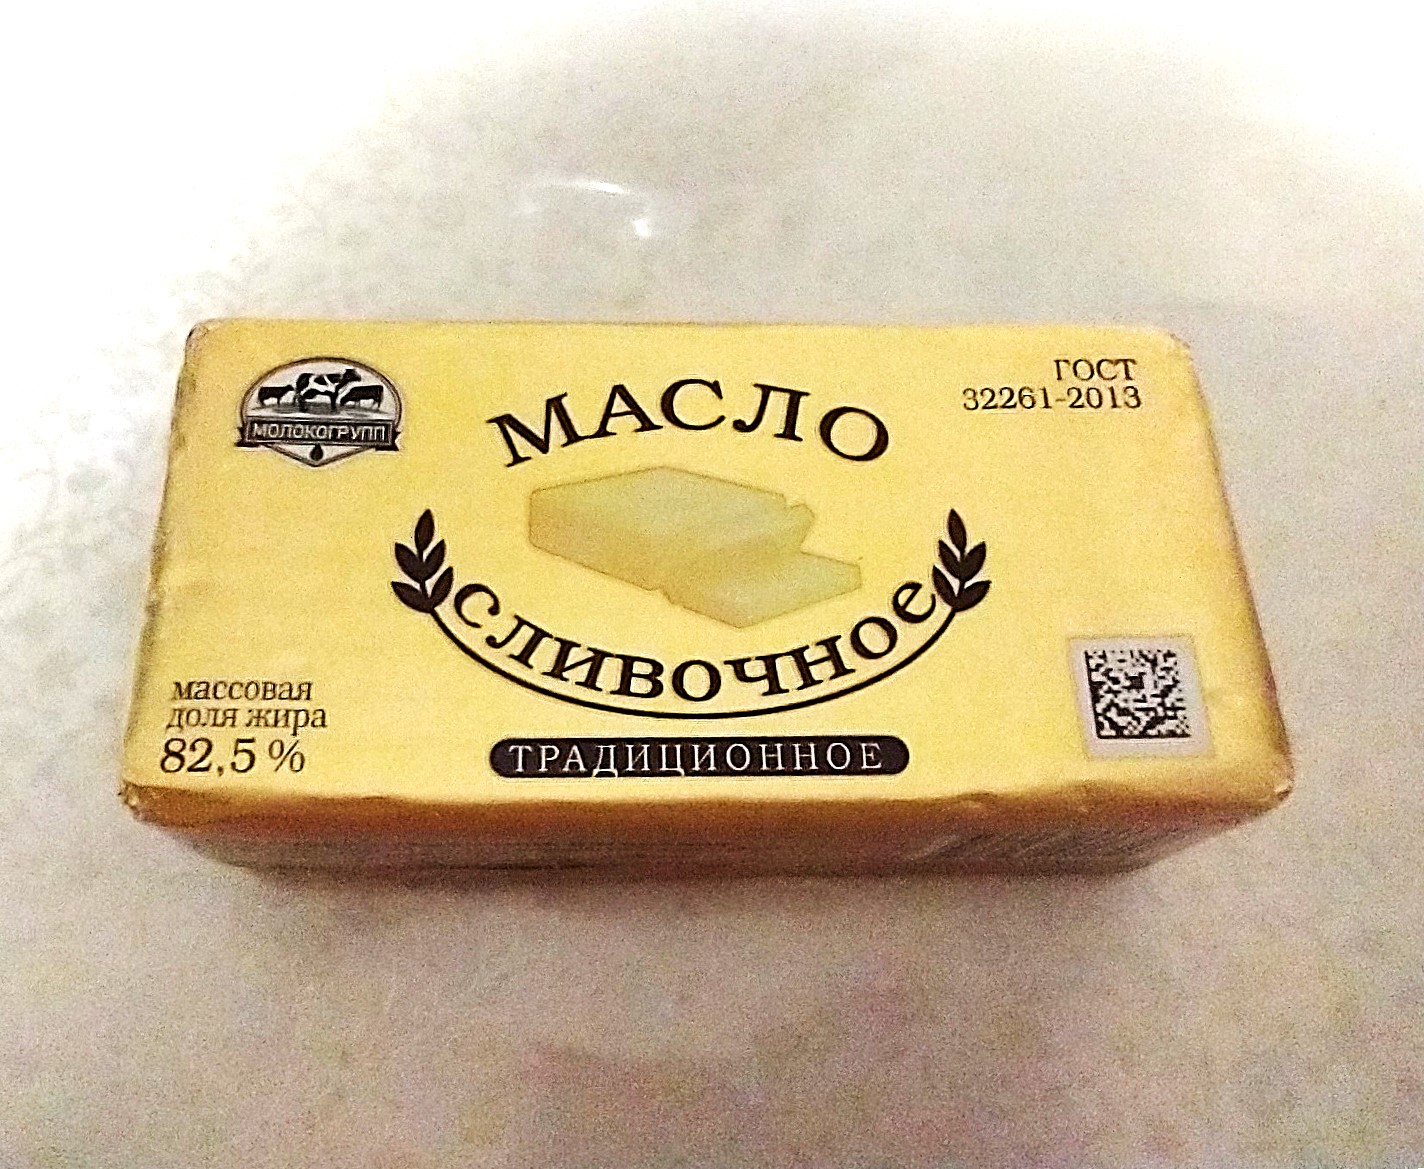 МОЛОКОГРУПП
МАСЛО
СЛИВОЧНОе
ТРАДИЦИОННОЕ
ГОСТ
32261-2013
массовая
доля жира
82,5 %